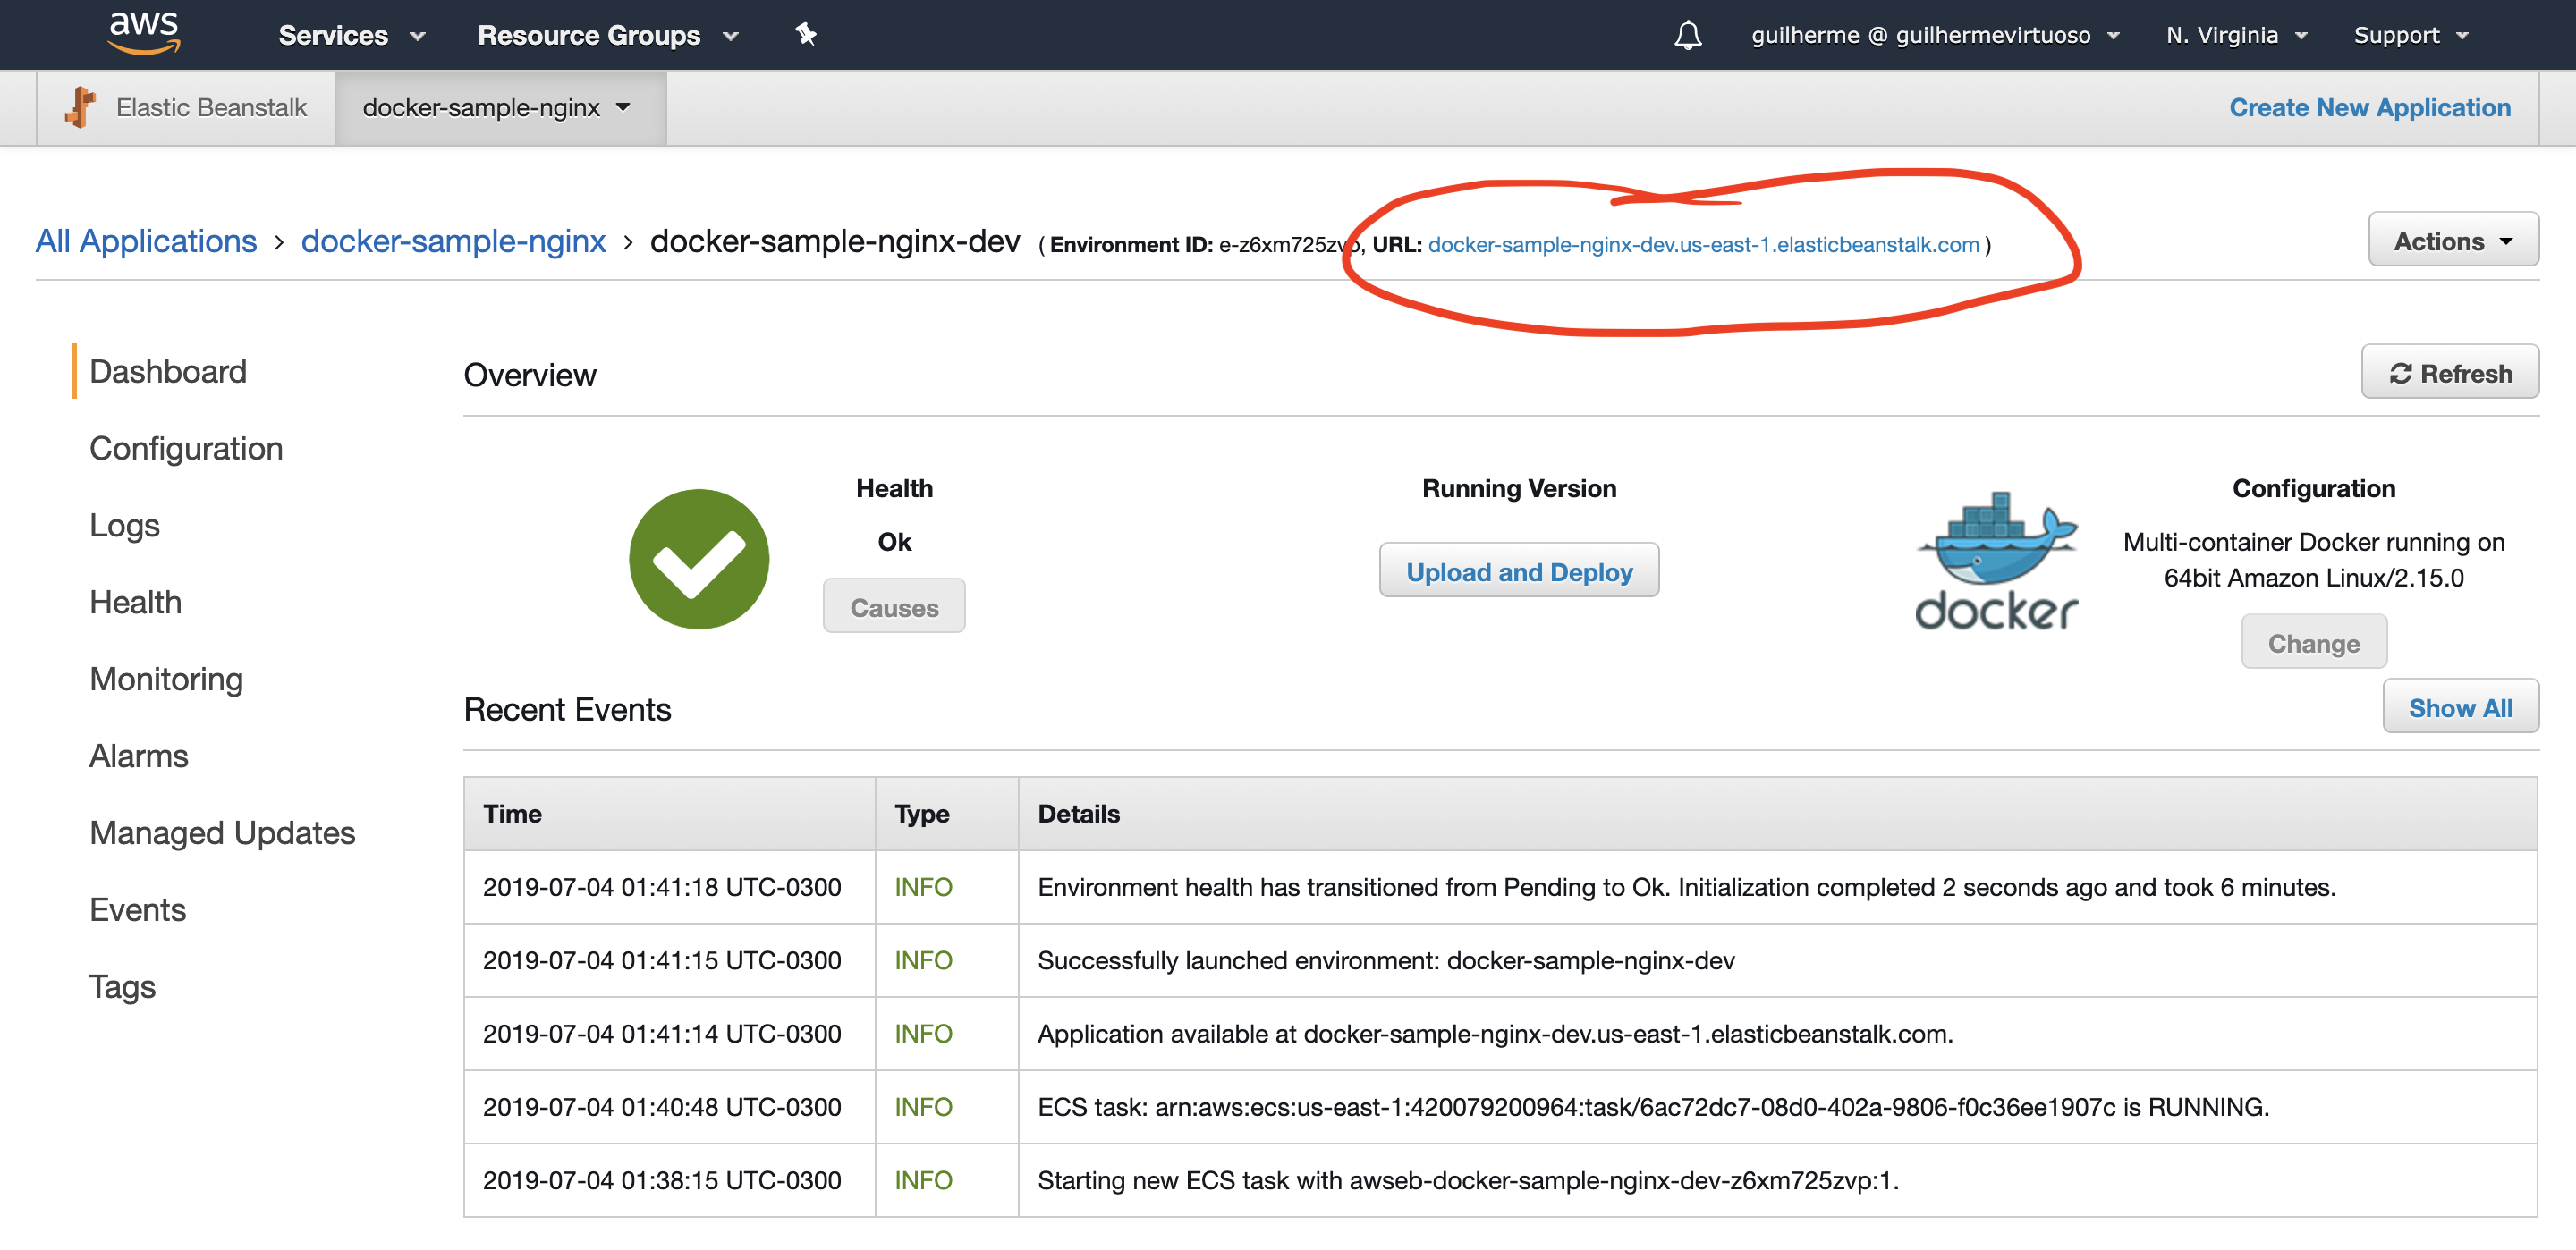 aws Services Resource Groups guilherme @ guilhermevirtuoso N. Virginia Support
Elastic Beanstalk docker-sample-nginx Create New Application
All Applications > docker-sample-nginx > docker-sample-nginx-dev ( Environment ID: e-z6xm725zvp, URL: docker-sample-nginx-dev.us-east-1.elasticbeanstalk.com ) Actions
Dashboard
Configuration
Logs
Health
Monitoring
Alarms
Managed Updates
Events
Tags
Overview Refresh
Health
Ok
Causes
Running Version
Upload and Deploy
docker
Configuration
Multi-container Docker running on
64bit Amazon Linux/2.15.0
Change
Recent Events Show All
Time Type Details
2019-07-04 01:41:18 UTC-0300 INFO Environment health has transitioned from Pending to Ok. Initialization completed 2 seconds ago and took 6 minutes.
2019-07-04 01:41:15 UTC-0300 INFO Successfully launched environment: docker-sample-nginx-dev
2019-07-04 01:41:14 UTC-0300 INFO Application available at docker-sample-nginx-dev.us-east-1.elasticbeanstalk.com.
2019-07-04 01:40:48 UTC-0300 INFO ECS task: arn:aws:ecs:us-east-1:420079200964:task/6ac72dc7-08d0-402a-9806-f0c36ee1907c is RUNNING.
2019-07-04 01:38:15 UTC-0300 INFO Starting new ECS task with awseb-docker-sample-nginx-dev-z6xm725zvp:1.